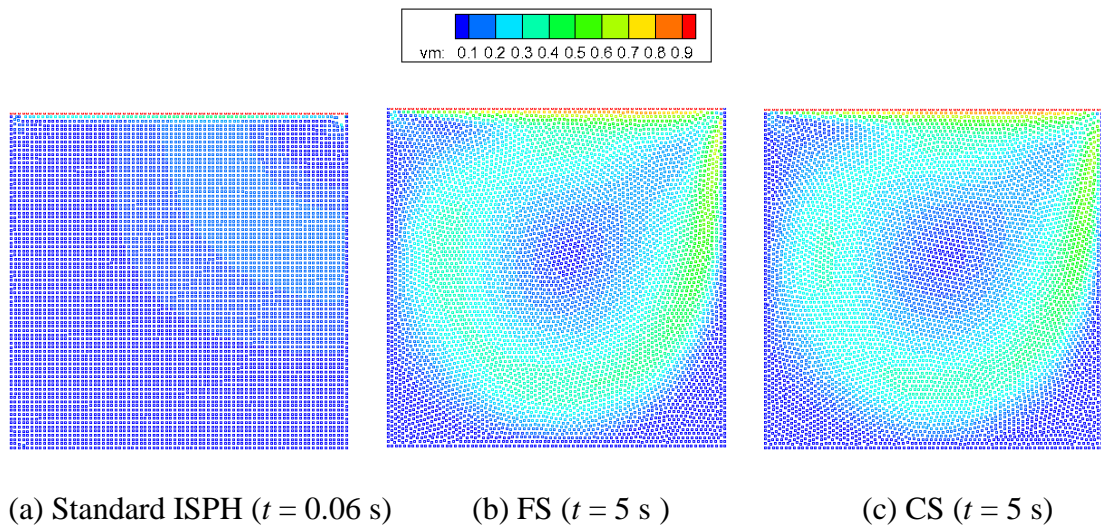 vm: 0.1 0.2 0.3 0.4 0.5 0.6 0.7 0.8 0.9
(a) Standard ISPH (t = 0.06 s) (b) FS (t = 5 s ) (c) CS (t = 5 s)